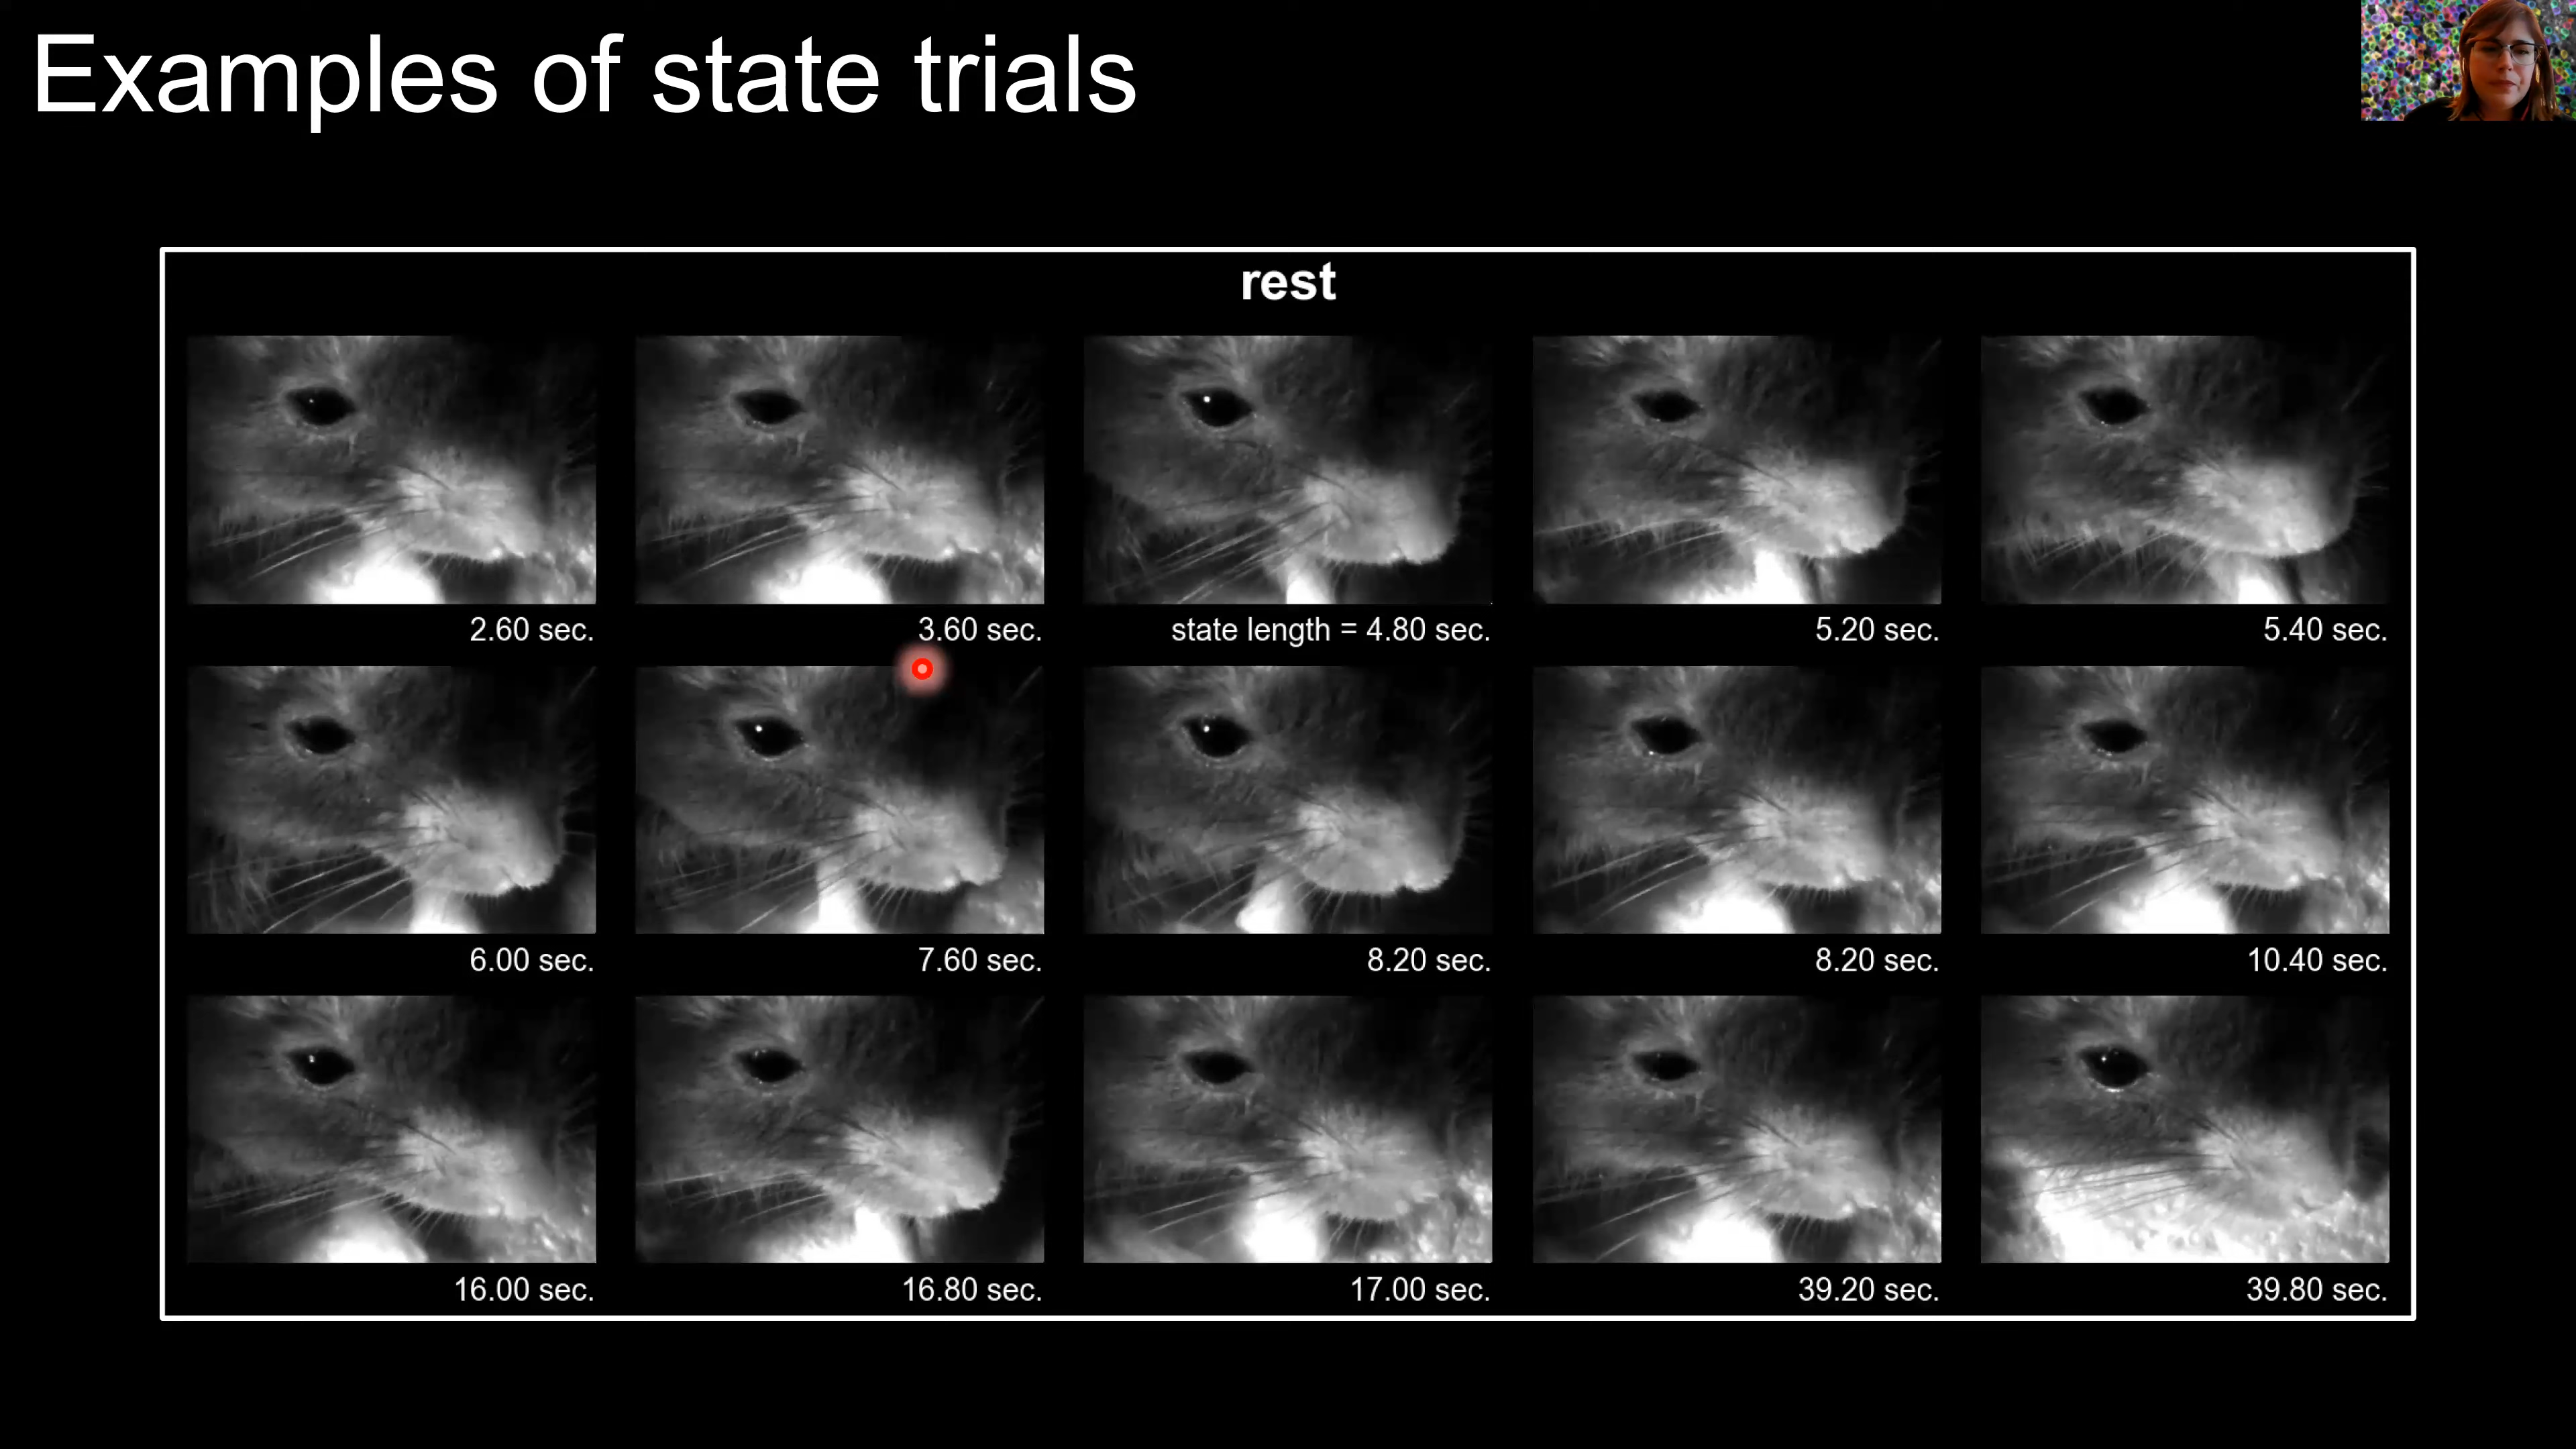 Examples of state trials
rest
2.60 sec.
3.60 sec.
state length = 4.80 sec.
5.20 sec.
5.40 sec.
6.00 sec.
7.60 sec.
8.20 sec.
8.20 sec.
10.40 sec.
16.00 sec.
16.80 sec.
17.00 sec.
39.20 sec.
39.80 sec.